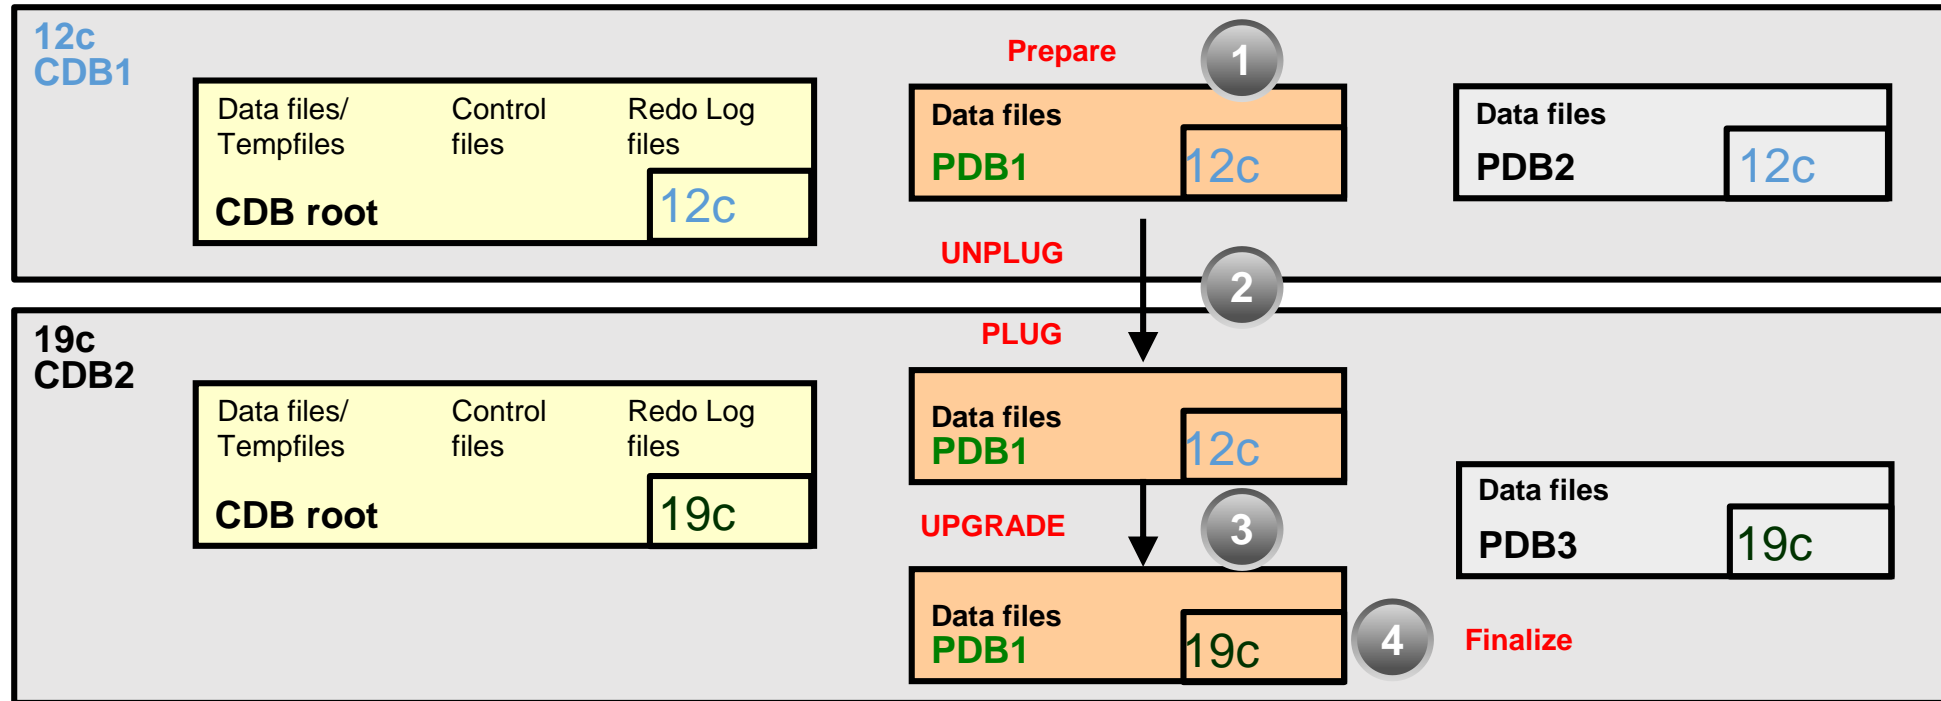 12c
CDB1
Prepare
1
Data files/
Tempfiles
Control
files
Redo Log
files
CDB root
12c
Data files
PDB1
12c
Data files
PDB2
12c
UNPLUG
2
19c
CDB2
PLUG
Data files/
Tempfiles
Control
files
Redo Log
files
CDB root
19c
Data files
PDB1
12c
UPGRADE
3
Data files
PDB3
19c
Data files
PDB1
19c
4
Finalize